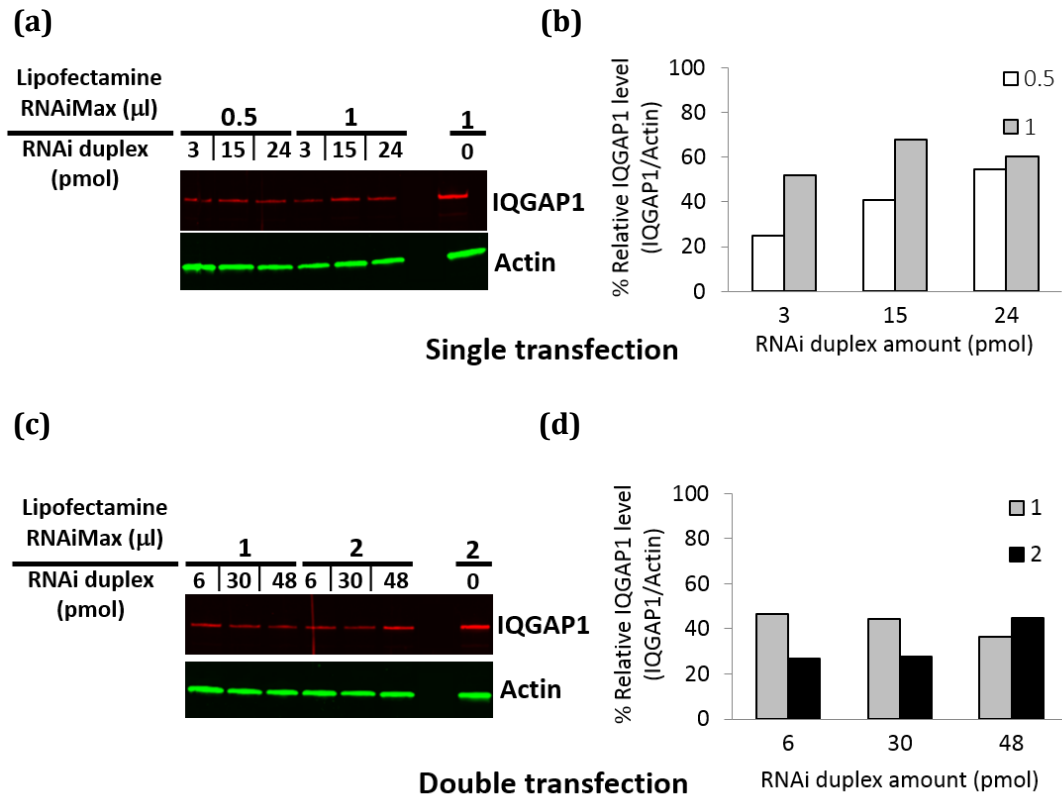 (a)
Lipofectamine
RNAiMax (µl)
0.5 1 1
RNAi duplex
(pmol)
3 15 24 3 15 24 0
IQGAP1
Actin
(b)
% Relative IQGAP1 level
(IQGAP1/Actin)
100
80
60
40
20
0
0.5
1
3 15 24
RNAi duplex amount (pmol)
Single transfection
(c)
Lipofectamine
RNAiMax (µl)
1 2 2
RNAi duplex
(pmol)
6 30 48 6 30 48 0
IQGAP1
Actin
(d)
% Relative IQGAP1 level
(IQGAP1/Actin)
100
80
60
40
20
0
1
2
6 30 48
RNAi duplex amount (pmol)
Double transfection